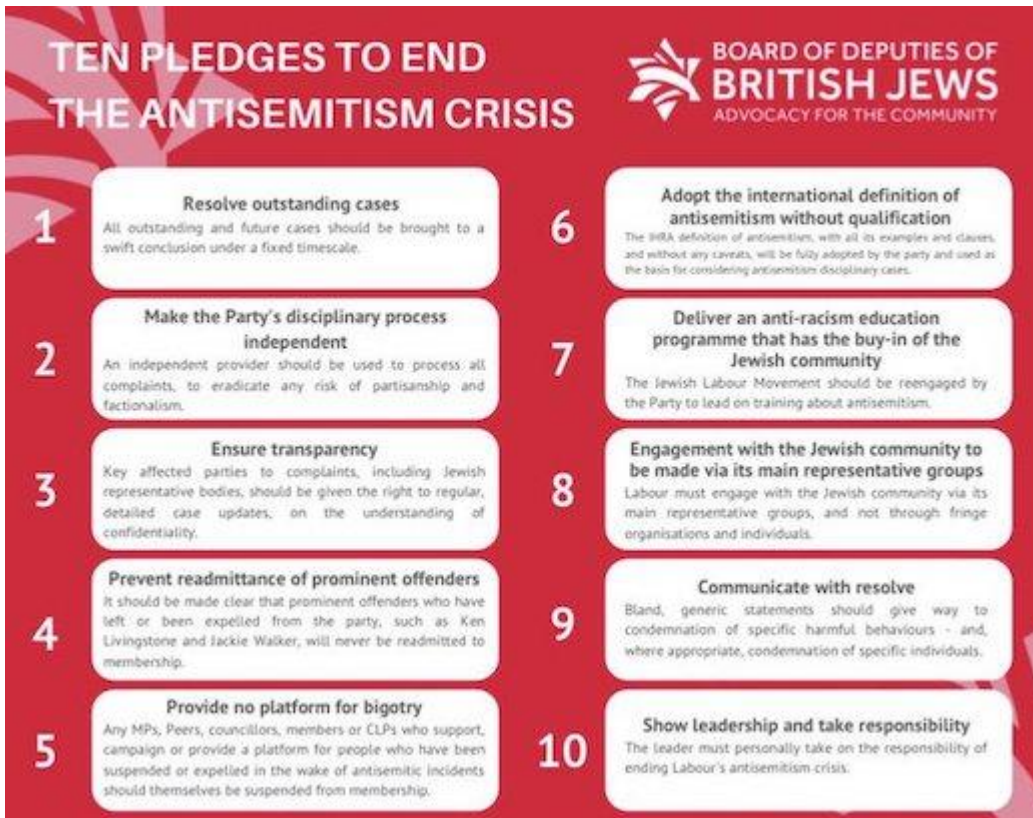 TEN PLEDGES TO END
THE ANTISEMITISM CRISIS
BOARD OF DEPUTIES OF
BRITISH JEWS
ADVOCACY FOR THE COMMUNITY
1
Resolve outstanding cases
All outstanding and future cases should be brought to a
swift conclusion under a fixed timescale.
2
Make the Party's disciplinary process
independent
An independent provider should be used to process all
complaints, to eradicate any risk of partisanship and
factionalism.
3
Ensure transparency
Key affected parties to complaints, including Jewish
representative bodies, should be given the right to regular,
detailed case updates, on the understanding of
confidentiality.
4
Prevent readmittance of prominent offenders
It should be made clear that prominent offenders who have
left or been expelled from the party, such as Ken
Livingstone and Jackie Walker, will never be readmitted to
membership.
5
Provide no platform for bigotry
Any MPs, Peers, councillors, members or CLPs who support,
campaign or provide a platform for people who have been
suspended or expelled in the wake of antisemitic incidents
should themselves be suspended from membership.
6
Adopt the international definition of
antisemitism without qualification
The IHRA definition of antisemitism, with all its examples and clauses,
and without any caveats, will be fully adopted by the party and used as
the basis for considering antisemitism disciplinary cases.
7
Deliver an anti-racism education
programme that has the buy-in of the
Jewish community
The Jewish Labour Movement should be reengaged by
the Party to lead on training about antisemitism.
8
Engagement with the Jewish community to
be made via its main representative groups
Labour must engage with the Jewish community via its
main representative groups, and not through fringe
organisations and individuals.
9
Communicate with resolve
Bland, generic statements should give way to
condemnation of specific harmful behaviours - and,
where appropriate, condemnation of specific individuals.
10
Show leadership and take responsibility
The leader must personally take on the responsibility of
ending Labour's antisemitism crisis.